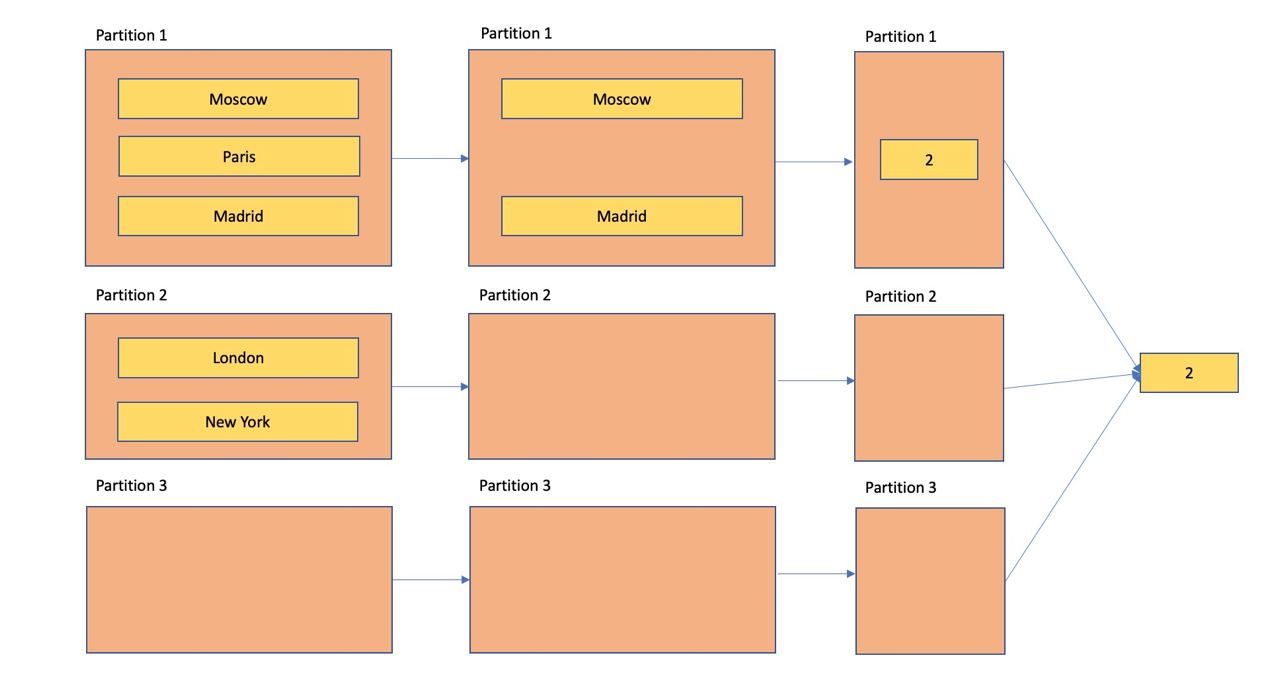 Partition 1
Partition 1
Partition 1
Moscow
Moscow
Paris
2
Madrid
Madrid
Partition 2
Partition 2
Partition 2
London
2
New York
Partition 3
Partition 3
Partition 3